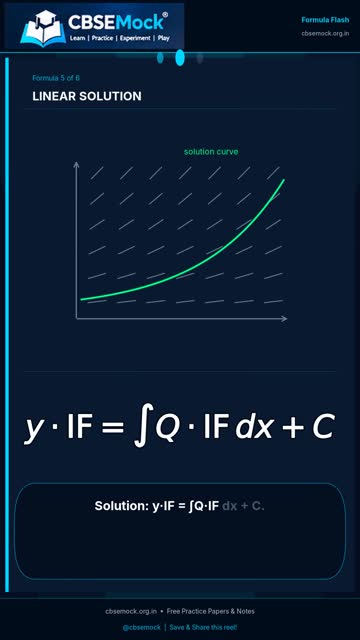 CBSEMock®
Learn | Practice | Experiment | Play
Formula Flash
cbsemock.org.in
Formula 5 of 6
LINEAR SOLUTION
solution curve
y · IF = ∫Q · IF dx + C
Solution: y·IF = ∫Q·IF dx + C.
cbsemock.org.in • Free Practice Papers & Notes
@cbsemock | Save & Share this reel!